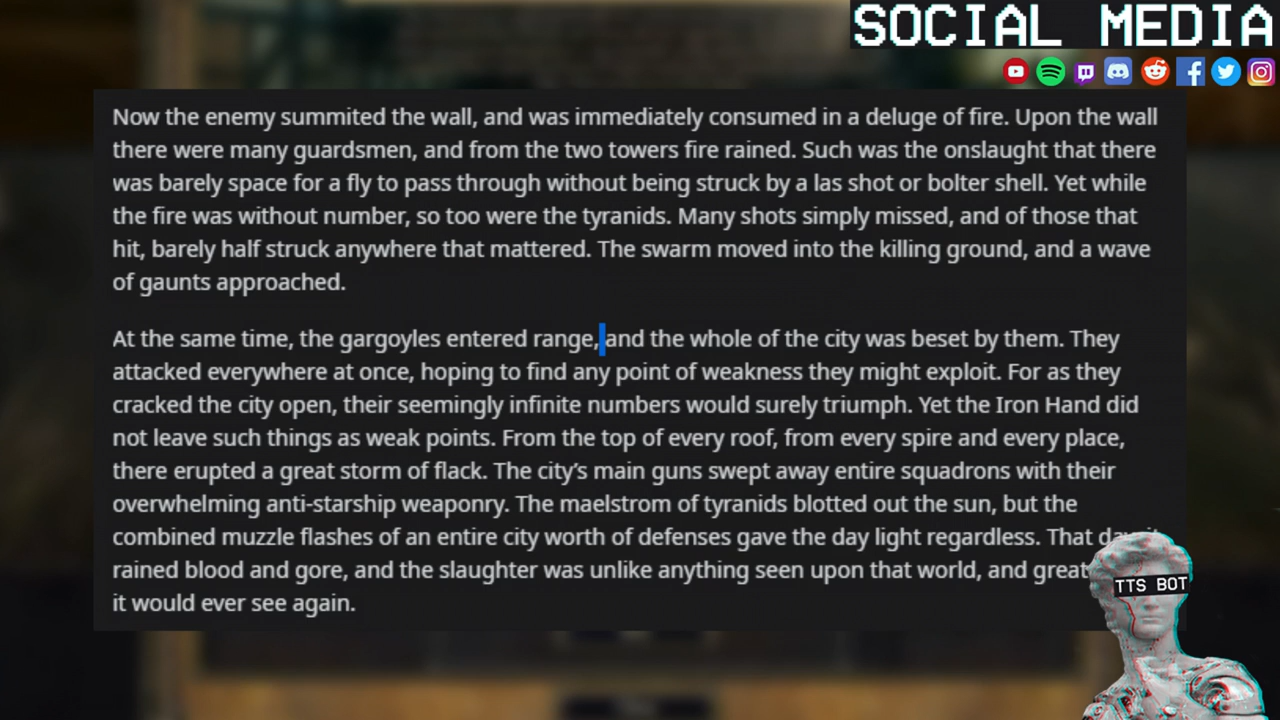 SOCIAL MEDIA
Now the enemy summited the wall, and was immediately consumed in a deluge of fire. Upon the wall
there were many guardsmen, and from the two towers fire rained. Such was the onslaught that there
was barely space for a fly to pass through without being struck by a las shot or bolter shell. Yet while
the fire was without number, so too were the tyranids. Many shots simply missed, and of those that
hit, barely half struck anywhere that mattered. The swarm moved into the killing ground, and a wave
of gaunts approached.
At the same time, the gargoyles entered range, and the whole of the city was beset by them. They
attacked everywhere at once, hoping to find any point of weakness they might exploit. For as they
cracked the city open, their seemingly infinite numbers would surely triumph. Yet the Iron Hand did
not leave such things as weak points. From the top of every roof, from every spire and every place,
there erupted a great storm of flack. The city's main guns swept away entire squadrons with their
overwhelming anti-starship weaponry. The maelstrom of tyranids blotted out the sun, but the
combined muzzle flashes of an entire city worth of defenses gave the day light regardless. That
rained blood and gore, and the slaughter was unlike anything seen upon that world, and great
it would ever see again.
TTS BOT